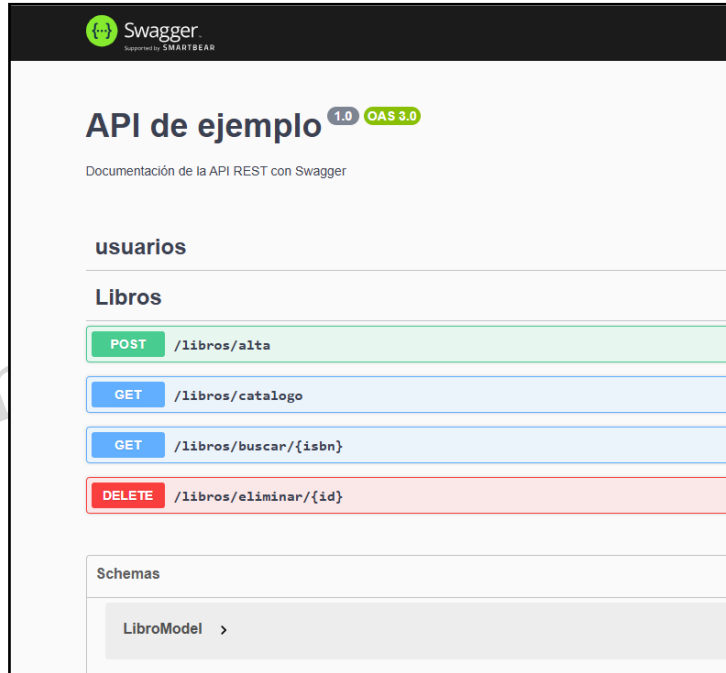 Swagger.
Supported by SMARTBEAR
API de ejemplo 1.0 OAS 3.0
Documentación de la API REST con Swagger
usuarios
Libros
POST /libros/alta
GET /libros/catalogo
GET /libros/buscar/{isbn}
DELETE /libros/eliminar/{id}
Schemas
LibroModel